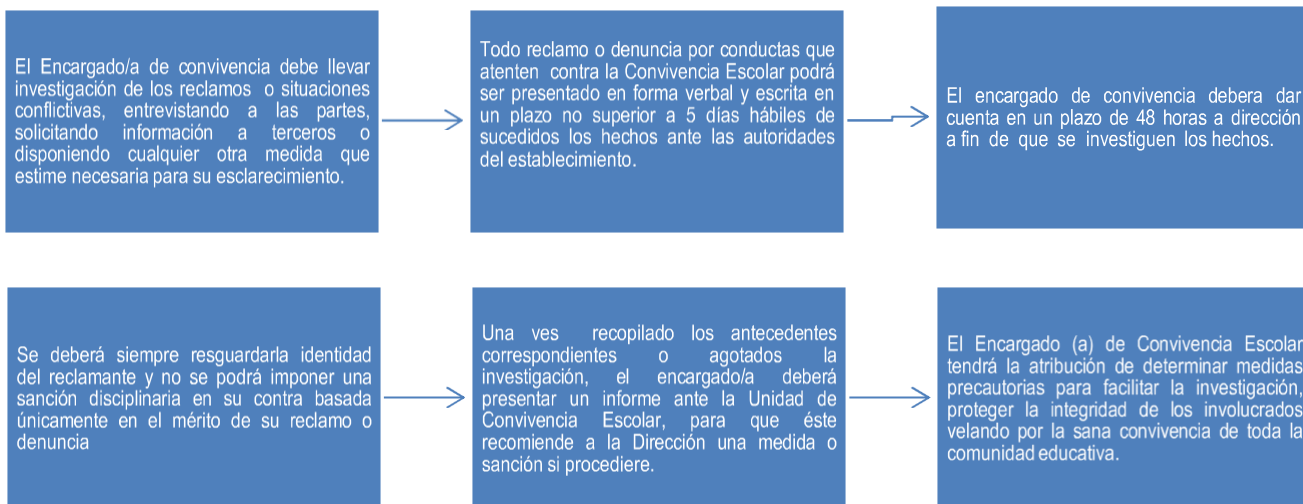 El Encargado/a de convivencia debe llevar
investigación de los reclamos o situaciones
conflictivas, entrevistando a las partes,
solicitando información a terceros o
disponiendo cualquier otra medida que
estime necesaria para su esclarecimiento.
Todo reclamo o denuncia por conductas que
atenten contra la Convivencia Escolar podrá
ser presentado en forma verbal y escrita en
un plazo no superior a 5 días hábiles de
sucedidos los hechos ante las autoridades
del establecimiento.
El encargado de convivencia debera dar
cuenta en un plazo de 48 horas a dirección
a fin de que se investiguen los hechos.
Se deberá siempre resguardarla identidad
del reclamante y no se podrá imponer una
sanción disciplinaria en su contra basada
únicamente en el mérito de su reclamo o
denuncia
Una ves recopilado los antecedentes
correspondientes o agotados la
investigación, el encargado/a deberá
presentar un informe ante la Unidad de
Convivencia Escolar, para que éste
recomiende a la Dirección una medida o
sanción si procediere.
El Encargado (a) de Convivencia Escolar
tendrá la atribución de determinar medidas
precautorias para facilitar la investigación,
proteger la integridad de los involucrados
velando por la sana convivencia de toda la
comunidad educativa.